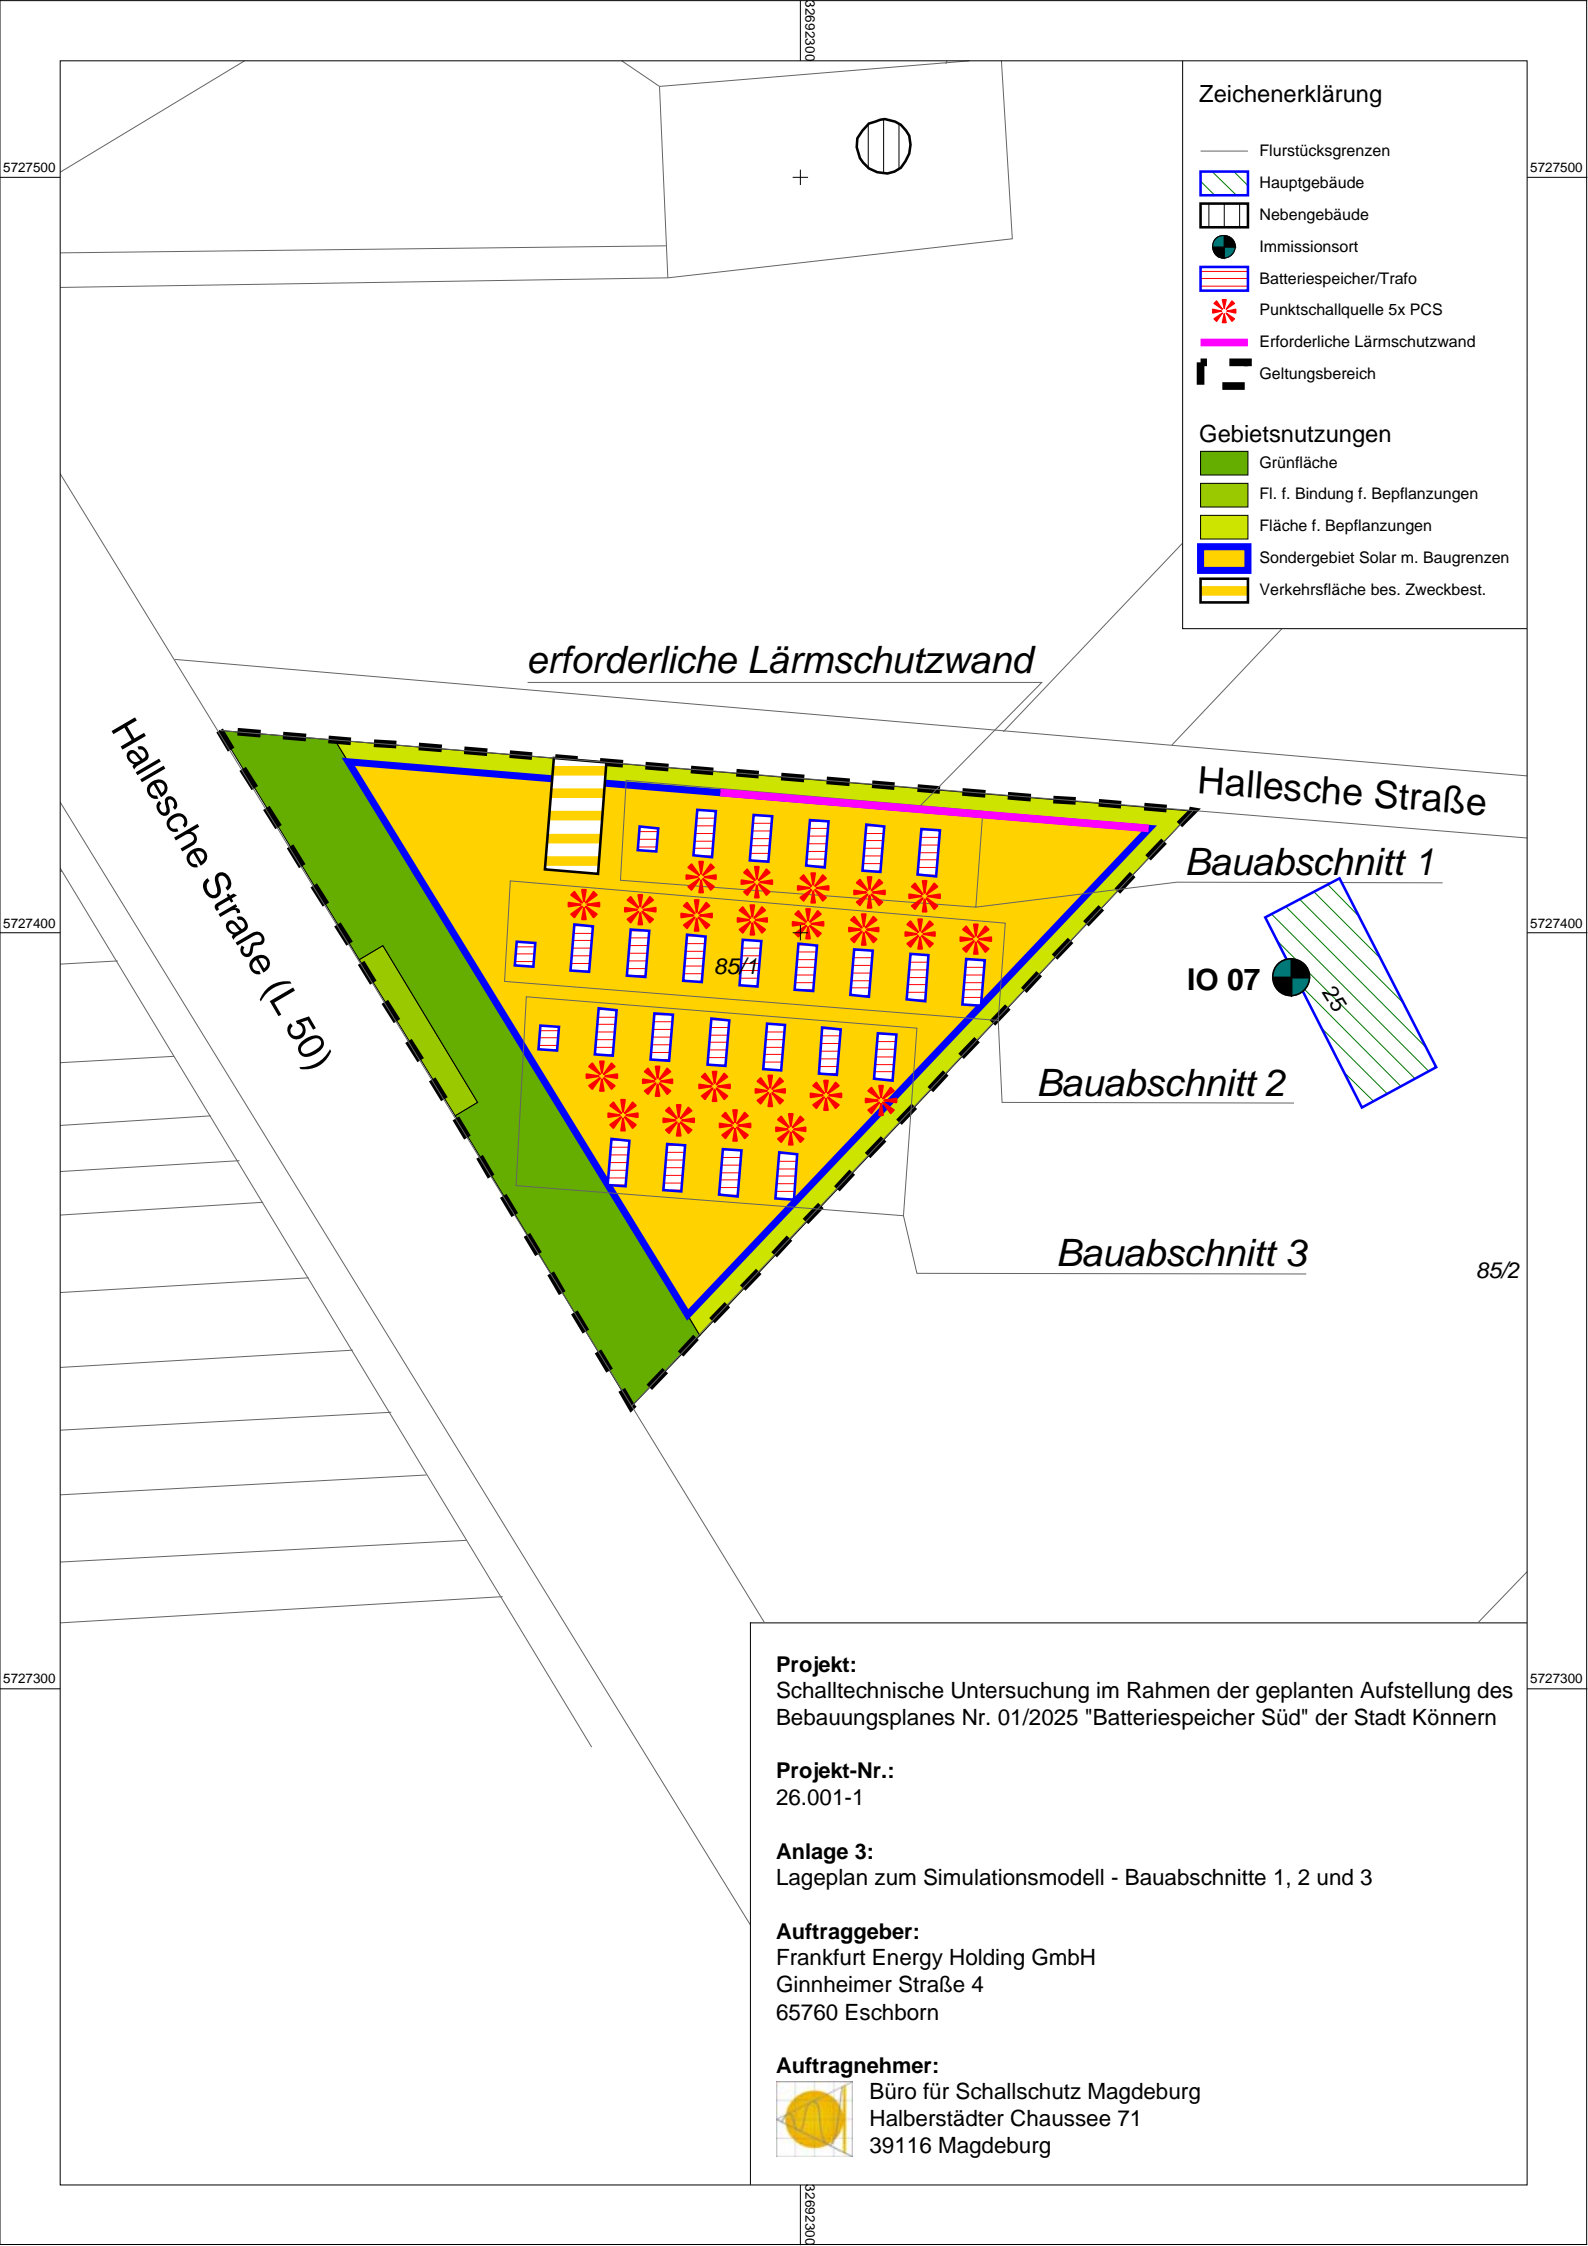 32692300
5727500
5727500
Zeichenerklärung
Flurstücksgrenzen
Hauptgebäude
Nebengebäude
Immissionsort
Batteriespeicher/Trafo
Punktschallquelle 5x PCS
Erforderliche Lärmschutzwand
Geltungsbereich
Gebietsnutzungen
Grünfläche
Fl. f. Bindung f. Bepflanzungen
Fläche f. Bepflanzungen
Sondergebiet Solar m. Baugrenzen
Verkehrsfläche bes. Zweckbest.
erforderliche Lärmschutzwand
Hallesche Straße (L 50)
Hallesche Straße
Bauabschnitt 1
5727400
5727400
85/1
IO 07
25
Bauabschnitt 2
Bauabschnitt 3
85/2
5727300
5727300
Projekt:
Schalltechnische Untersuchung im Rahmen der geplanten Aufstellung des
Bebauungsplanes Nr. 01/2025 "Batteriespeicher Süd" der Stadt Könnern
Projekt-Nr.:
26.001-1
Anlage 3:
Lageplan zum Simulationsmodell - Bauabschnitte 1, 2 und 3
Auftraggeber:
Frankfurt Energy Holding GmbH
Ginnheimer Straße 4
65760 Eschborn
Auftragnehmer:
Büro für Schallschutz Magdeburg
Halberstädter Chaussee 71
39116 Magdeburg
32692300